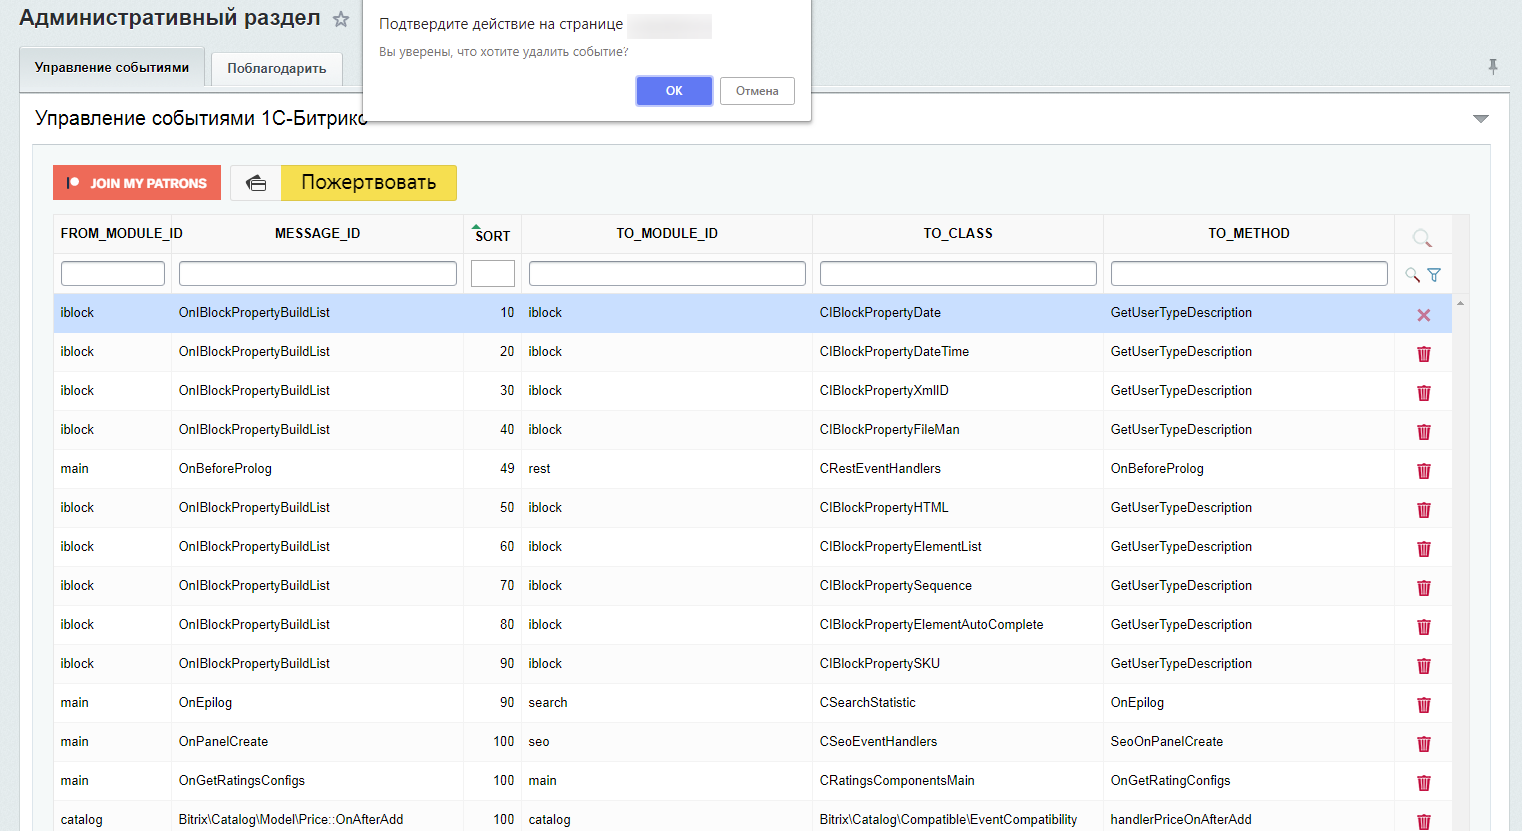 Административный раздел
Подтвердите действие на странице
Вы уверены, что хотите удалить событие?
ОК Отмена
Управление событиями Поблагодарить
Управление событиями 1С-Битрикс
JOIN MY PATRONS Пожертвовать
FROM_MODULE_ID MESSAGE_ID SORT TO_MODULE_ID TO_CLASS TO_METHOD
iblock OnIBlockPropertyBuildList 10 iblock CIBlockPropertyDate GetUserTypeDescription
iblock OnIBlockPropertyBuildList 20 iblock CIBlockPropertyDateTime GetUserTypeDescription
iblock OnIBlockPropertyBuildList 30 iblock CIBlockPropertyXmlID GetUserTypeDescription
iblock OnIBlockPropertyBuildList 40 iblock CIBlockPropertyFileMan GetUserTypeDescription
main OnBeforeProlog 49 rest CRestEventHandlers OnBeforeProlog
iblock OnIBlockPropertyBuildList 50 iblock CIBlockPropertyHTML GetUserTypeDescription
iblock OnIBlockPropertyBuildList 60 iblock CIBlockPropertyElementList GetUserTypeDescription
iblock OnIBlockPropertyBuildList 70 iblock CIBlockPropertySequence GetUserTypeDescription
iblock OnIBlockPropertyBuildList 80 iblock CIBlockPropertyElementAutoComplete GetUserTypeDescription
iblock OnIBlockPropertyBuildList 90 iblock CIBlockPropertySKU GetUserTypeDescription
main OnEpilog 90 search CSearchStatistic OnEpilog
main OnPanelCreate 100 seo CSeoEventHandlers SeoOnPanelCreate
main OnGetRatingsConfigs 100 main CRatingsComponentsMain OnGetRatingConfigs
catalog Bitrix\Catalog\Model\Price::OnAfterAdd 100 catalog Bitrix\Catalog\Compatible\EventCompatibility handlerPriceOnAfterAdd